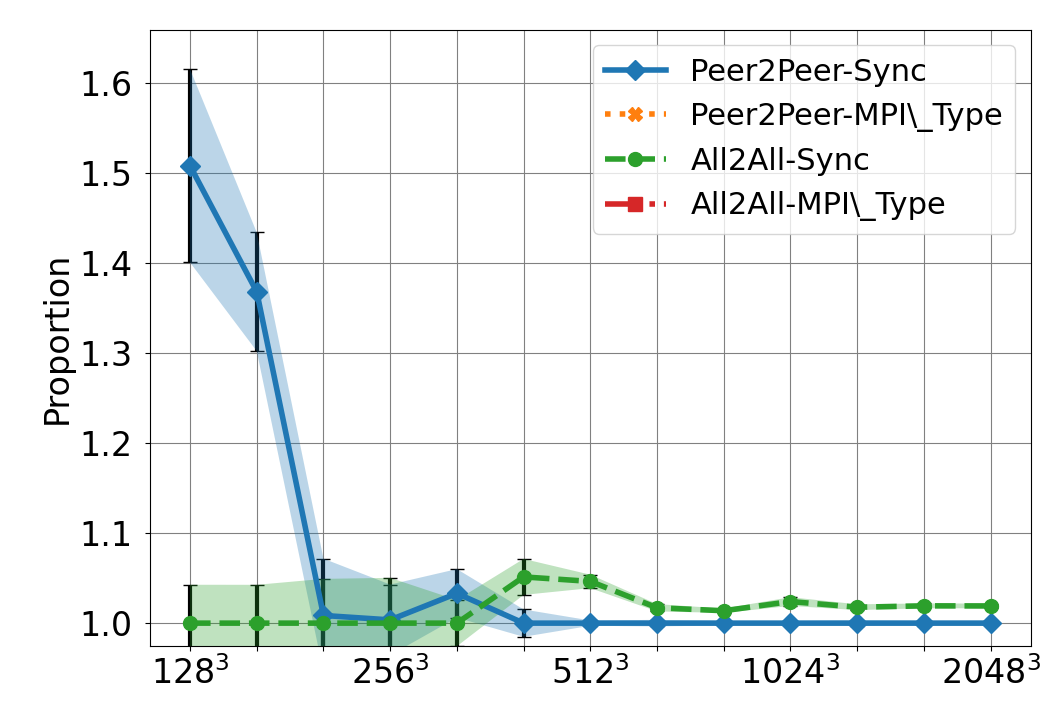 Peer2Peer-Sync
Peer2Peer-MPI\_Type
All2All-Sync
All2All-MPI\_Type
Proportion
1.6
1.5
1.4
1.3
1.2
1.1
1.0
128³ 256³ 512³ 1024³ 2048³